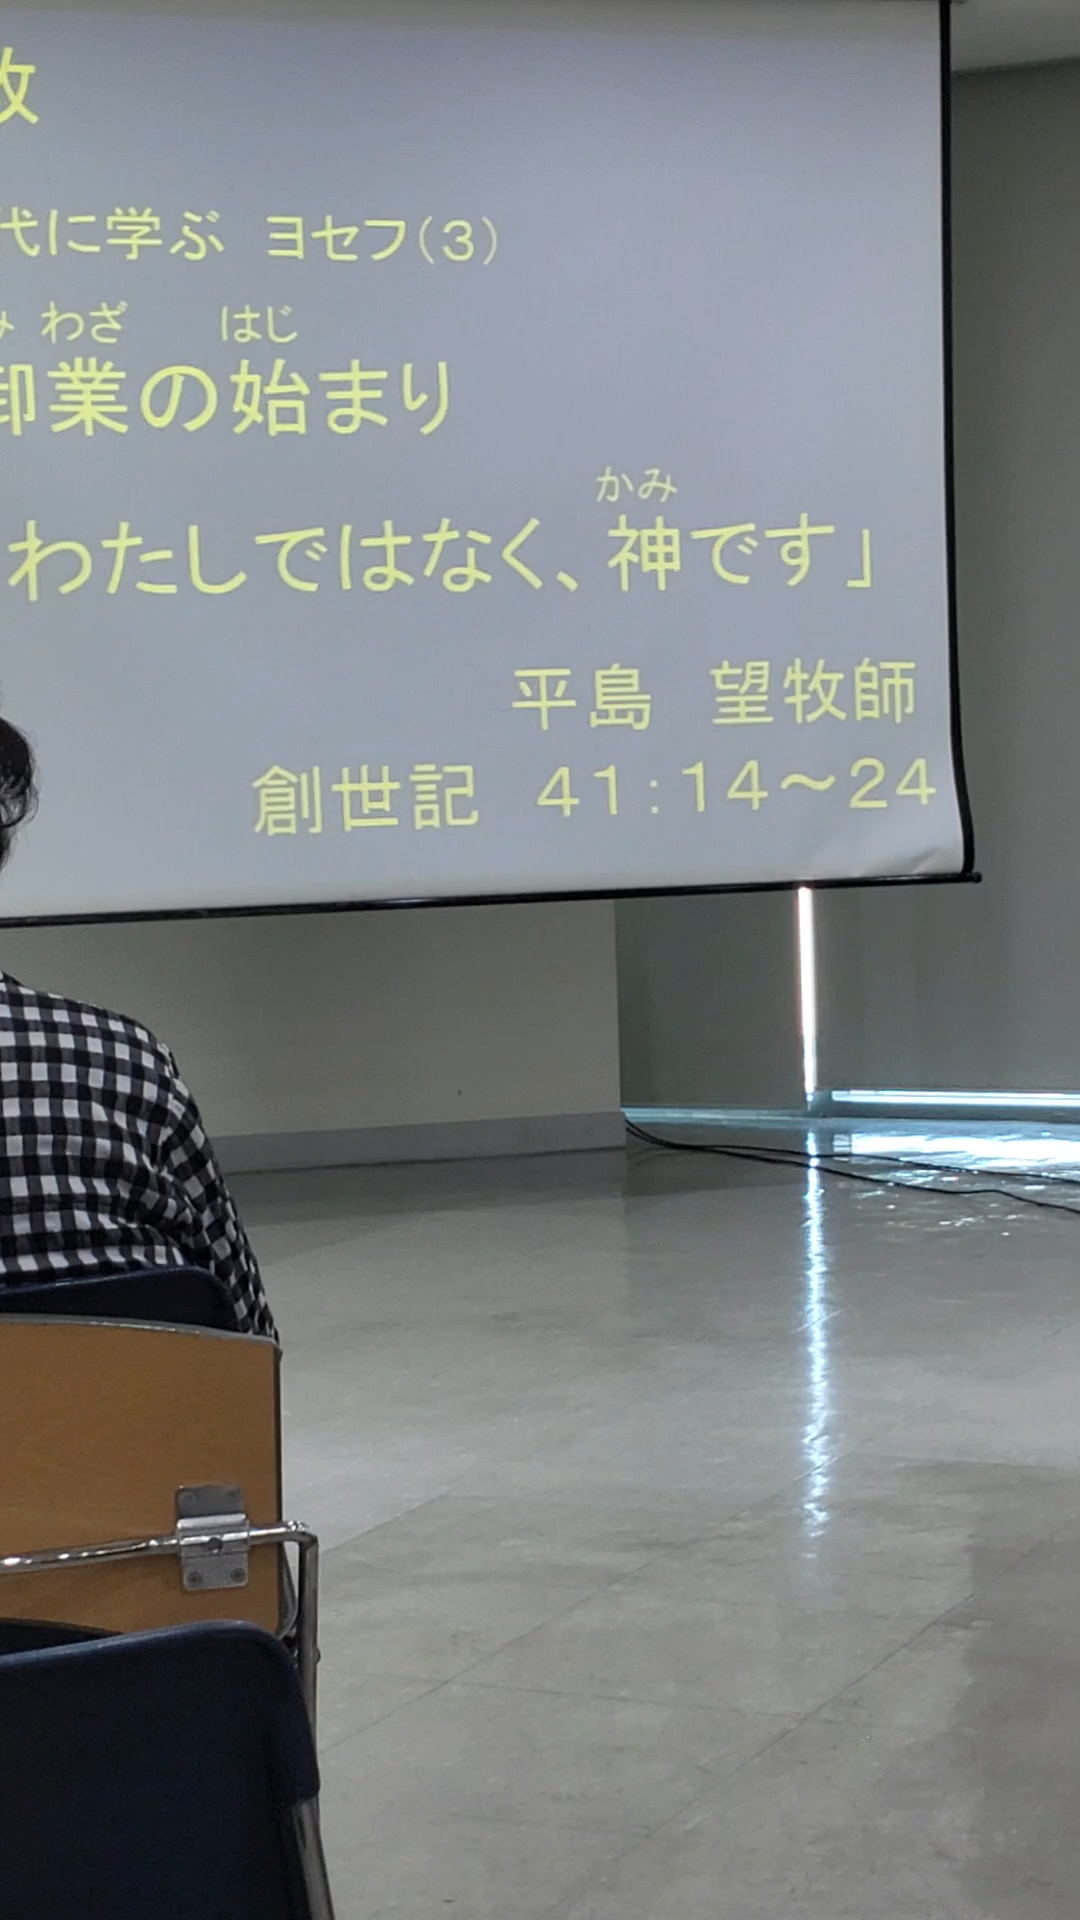 代に学ぶ ヨセフ(3)
わざ はじ
御業の始まり
かみ
わたしではなく、神です」
平島 望牧師
創世記 41:14~24